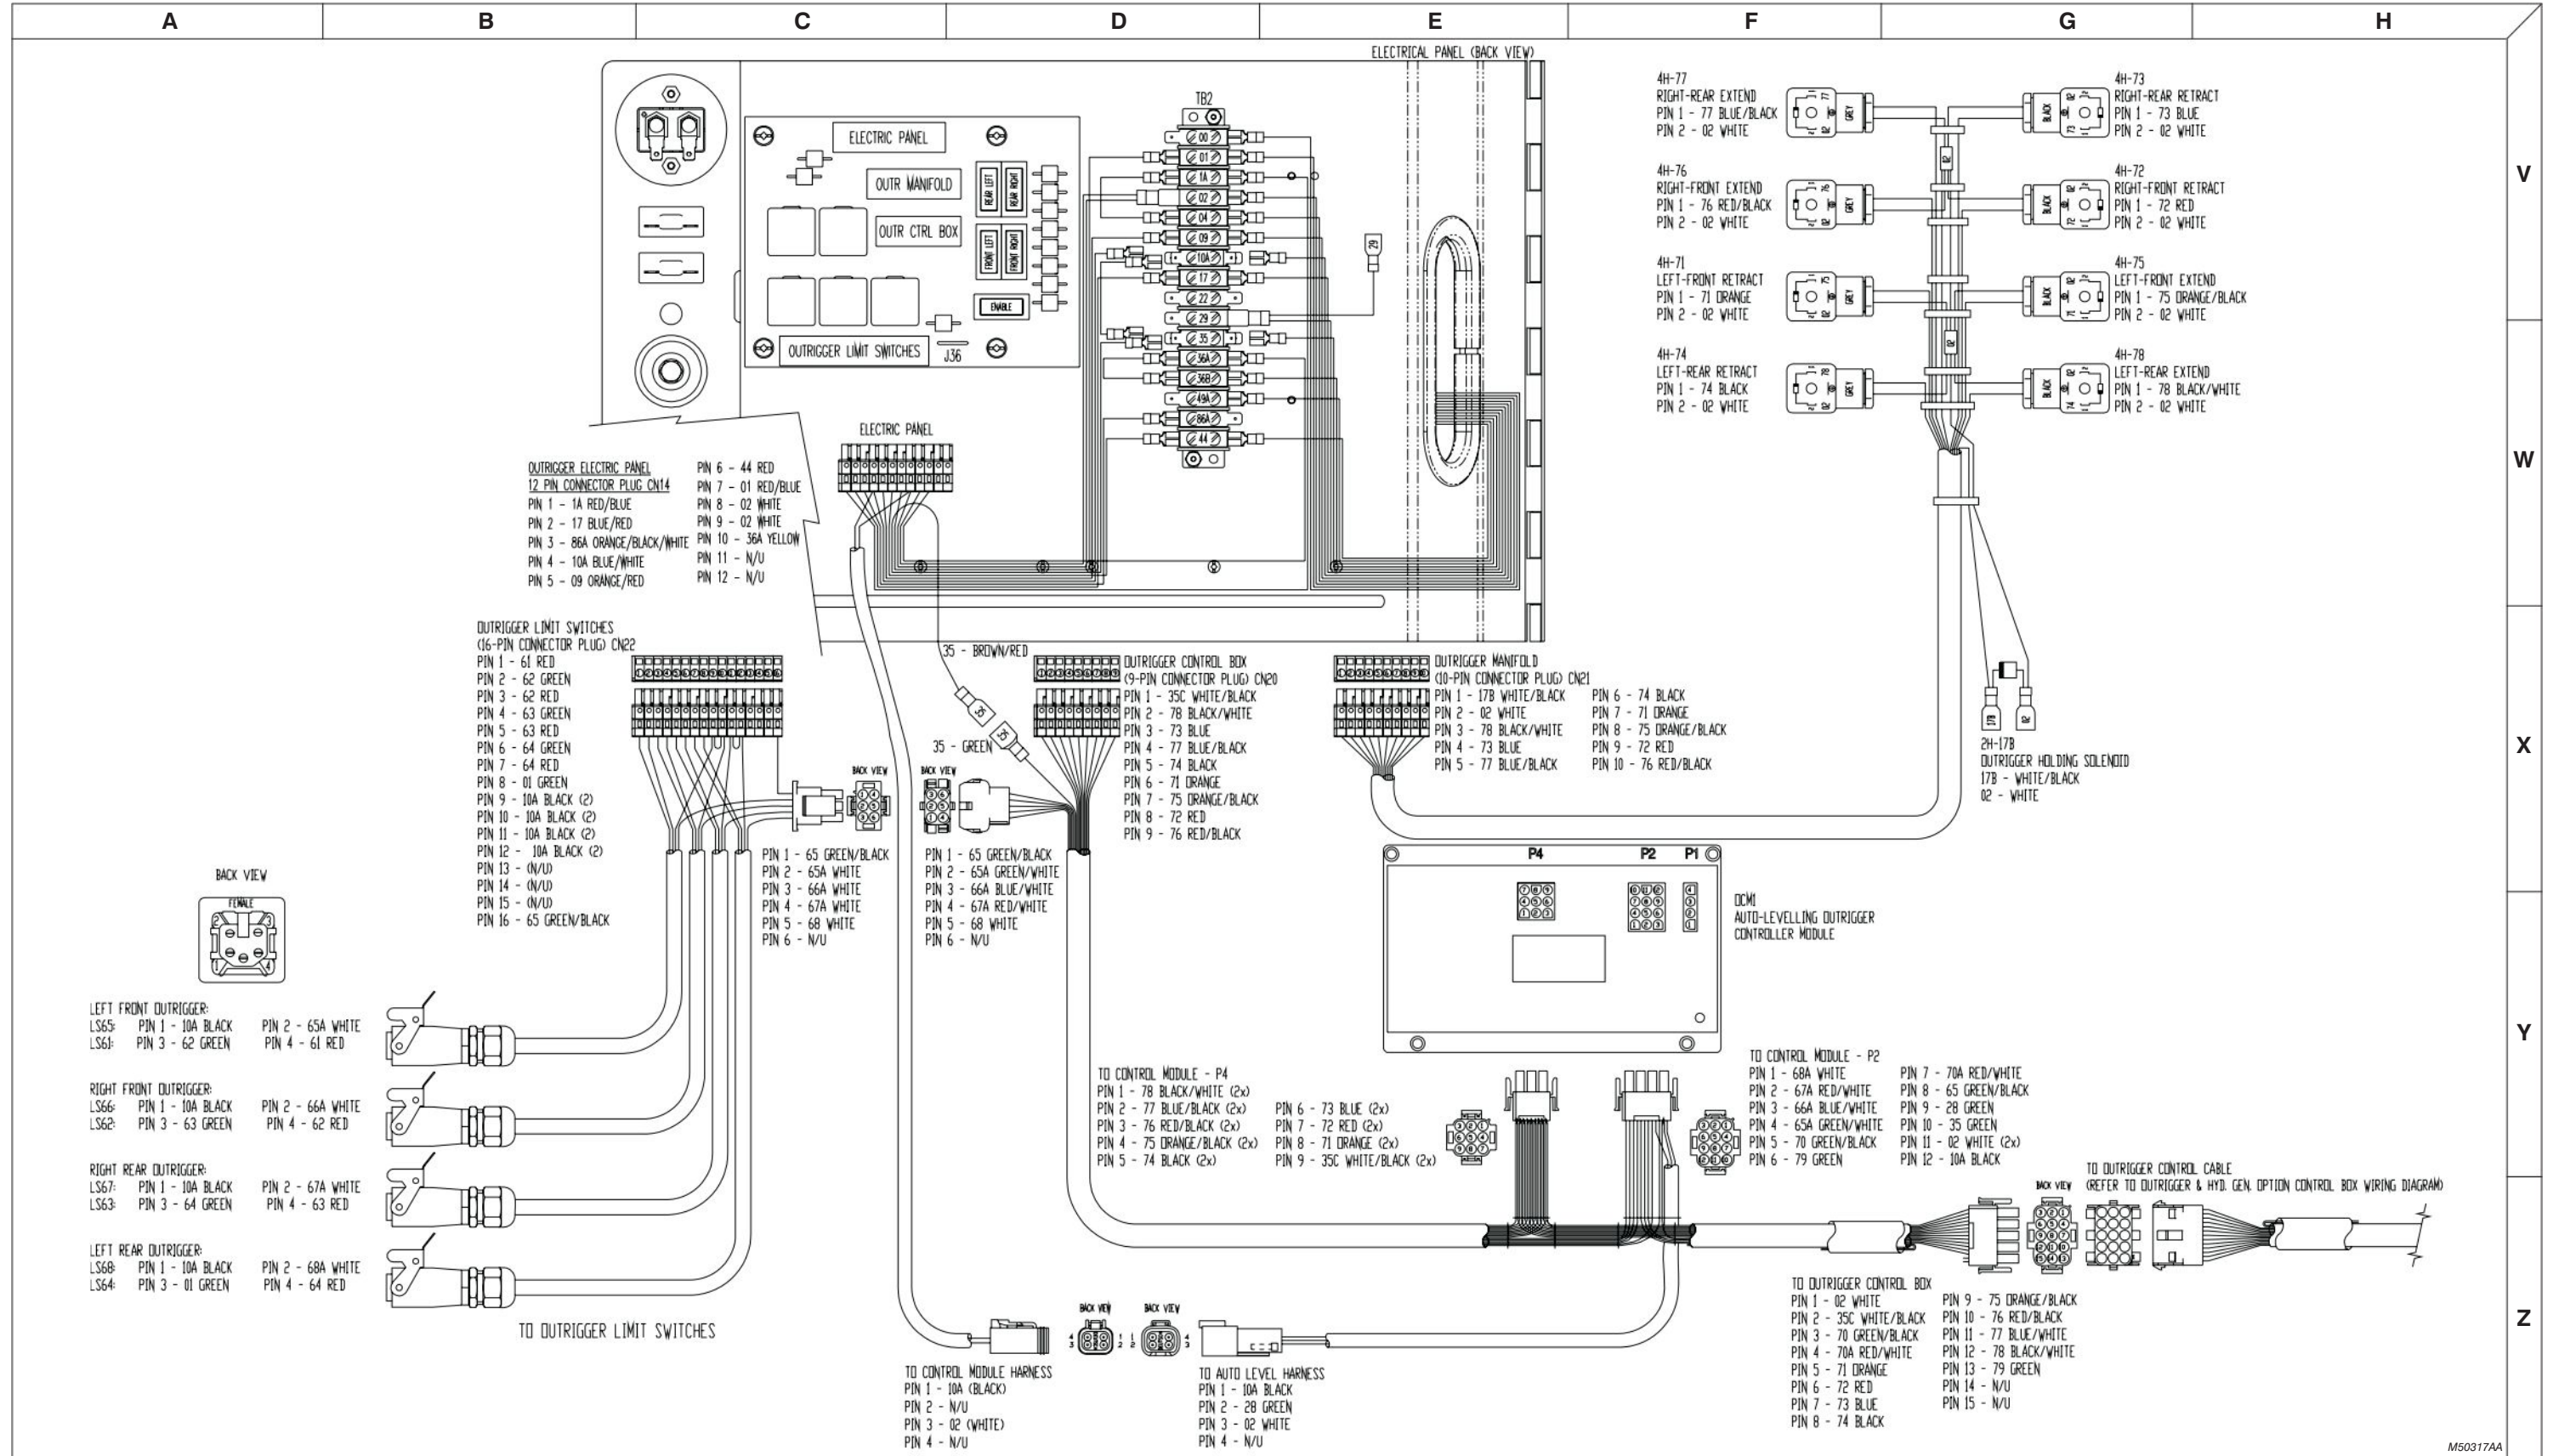 A B C D E F G H
V
W
X
Y
Z
ELECTRICAL PANEL (BACK VIEW)
ELECTRIC PANEL
OUTR MANIFOLD
OUTR CTRL BOX
REAR LEFT
REAR RIGHT
FRONT LEFT
FRONT RIGHT
ENABLE
OUTRIGGER LIMIT SWITCHES
J36
TB2
00
01
1A
02
04
09
10A
17
22
29
35
36A
36B
49A
86A
44
29
4H-77
RIGHT-REAR EXTEND
PIN 1 - 77 BLUE/BLACK
PIN 2 - 02 WHITE
4H-73
RIGHT-REAR RETRACT
PIN 1 - 73 BLUE
PIN 2 - 02 WHITE
4H-76
RIGHT-FRONT EXTEND
PIN 1 - 76 RED/BLACK
PIN 2 - 02 WHITE
4H-72
RIGHT-FRONT RETRACT
PIN 1 - 72 RED
PIN 2 - 02 WHITE
4H-71
LEFT-FRONT RETRACT
PIN 1 - 71 ORANGE
PIN 2 - 02 WHITE
4H-75
LEFT-FRONT EXTEND
PIN 1 - 75 ORANGE/BLACK
PIN 2 - 02 WHITE
4H-74
LEFT-REAR RETRACT
PIN 1 - 74 BLACK
PIN 2 - 02 WHITE
4H-78
LEFT-REAR EXTEND
PIN 1 - 78 BLACK/WHITE
PIN 2 - 02 WHITE
GREY
GREY
GREY
GREY
BLACK
BLACK
BLACK
BLACK
ELECTRIC PANEL
OUTRIGGER ELECTRIC PANEL
12 PIN CONNECTOR PLUG CN14
PIN 1 - 1A RED/BLUE
PIN 2 - 17 BLUE/RED
PIN 3 - 86A ORANGE/BLACK/WHITE
PIN 4 - 10A BLUE/WHITE
PIN 5 - 09 ORANGE/RED
PIN 6 - 44 RED
PIN 7 - 01 RED/BLUE
PIN 8 - 02 WHITE
PIN 9 - 02 WHITE
PIN 10 - 36A YELLOW
PIN 11 - N/U
PIN 12 - N/U
OUTRIGGER LIMIT SWITCHES
(16-PIN CONNECTOR PLUG) CN22
PIN 1 - 61 RED
PIN 2 - 62 GREEN
PIN 3 - 62 RED
PIN 4 - 63 GREEN
PIN 5 - 63 RED
PIN 6 - 64 GREEN
PIN 7 - 64 RED
PIN 8 - 01 GREEN
PIN 9 - 10A BLACK (2)
PIN 10 - 10A BLACK (2)
PIN 11 - 10A BLACK (2)
PIN 12 - 10A BLACK (2)
PIN 13 - (N/U)
PIN 14 - (N/U)
PIN 15 - (N/U)
PIN 16 - 65 GREEN/BLACK
35 - BROWN/RED
35
35
35 - GREEN
BACK VIEW
BACK VIEW
PIN 1 - 65 GREEN/BLACK
PIN 2 - 65A WHITE
PIN 3 - 66A WHITE
PIN 4 - 67A WHITE
PIN 5 - 68 WHITE
PIN 6 - N/U
PIN 1 - 65 GREEN/BLACK
PIN 2 - 65A GREEN/WHITE
PIN 3 - 66A BLUE/WHITE
PIN 4 - 67A RED/WHITE
PIN 5 - 68 WHITE
PIN 6 - N/U
OUTRIGGER CONTROL BOX
(9-PIN CONNECTOR PLUG) CN20
PIN 1 - 35C WHITE/BLACK
PIN 2 - 78 BLACK/WHITE
PIN 3 - 73 BLUE
PIN 4 - 77 BLUE/BLACK
PIN 5 - 74 BLACK
PIN 6 - 71 ORANGE
PIN 7 - 75 ORANGE/BLACK
PIN 8 - 72 RED
PIN 9 - 76 RED/BLACK
OUTRIGGER MANIFOLD
(10-PIN CONNECTOR PLUG) CN21
PIN 1 - 17B WHITE/BLACK
PIN 2 - 02 WHITE
PIN 3 - 78 BLACK/WHITE
PIN 4 - 73 BLUE
PIN 5 - 77 BLUE/BLACK
PIN 6 - 74 BLACK
PIN 7 - 71 ORANGE
PIN 8 - 75 ORANGE/BLACK
PIN 9 - 72 RED
PIN 10 - 76 RED/BLACK
17B
02
2H-17B
OUTRIGGER HOLDING SOLENOID
17B - WHITE/BLACK
02 - WHITE
P4 P2 P1
OCM1
AUTO-LEVELLING OUTRIGGER
CONTROLLER MODULE
BACK VIEW
FEMALE
LEFT FRONT OUTRIGGER:
LS65: PIN 1 - 10A BLACK PIN 2 - 65A WHITE
LS61: PIN 3 - 62 GREEN PIN 4 - 61 RED
RIGHT FRONT OUTRIGGER:
LS66: PIN 1 - 10A BLACK PIN 2 - 66A WHITE
LS62: PIN 3 - 63 GREEN PIN 4 - 62 RED
RIGHT REAR OUTRIGGER:
LS67: PIN 1 - 10A BLACK PIN 2 - 67A WHITE
LS63: PIN 3 - 64 GREEN PIN 4 - 63 RED
LEFT REAR OUTRIGGER:
LS68: PIN 1 - 10A BLACK PIN 2 - 68A WHITE
LS64: PIN 3 - 01 GREEN PIN 4 - 64 RED
TO OUTRIGGER LIMIT SWITCHES
TO CONTROL MODULE - P4
PIN 1 - 78 BLACK/WHITE (2x)
PIN 2 - 77 BLUE/BLACK (2x)
PIN 3 - 76 RED/BLACK (2x)
PIN 4 - 75 ORANGE/BLACK (2x)
PIN 5 - 74 BLACK (2x)
PIN 6 - 73 BLUE (2x)
PIN 7 - 72 RED (2x)
PIN 8 - 71 ORANGE (2x)
PIN 9 - 35C WHITE/BLACK (2x)
TO CONTROL MODULE - P2
PIN 1 - 68A WHITE
PIN 2 - 67A RED/WHITE
PIN 3 - 66A BLUE/WHITE
PIN 4 - 65A GREEN/WHITE
PIN 5 - 70 GREEN/BLACK
PIN 6 - 79 GREEN
PIN 7 - 70A RED/WHITE
PIN 8 - 65 GREEN/BLACK
PIN 9 - 28 GREEN
PIN 10 - 35 GREEN
PIN 11 - 02 WHITE (2x)
PIN 12 - 10A BLACK
TO OUTRIGGER CONTROL CABLE
(REFER TO OUTRIGGER & HYD. GEN. OPTION CONTROL BOX WIRING DIAGRAM)
BACK VIEW
TO OUTRIGGER CONTROL BOX
PIN 1 - 02 WHITE
PIN 2 - 35C WHITE/BLACK
PIN 3 - 70 GREEN/BLACK
PIN 4 - 70A RED/WHITE
PIN 5 - 71 ORANGE
PIN 6 - 72 RED
PIN 7 - 73 BLUE
PIN 8 - 74 BLACK
PIN 9 - 75 ORANGE/BLACK
PIN 10 - 76 RED/BLACK
PIN 11 - 77 BLUE/WHITE
PIN 12 - 78 BLACK/WHITE
PIN 13 - 79 GREEN
PIN 14 - N/U
PIN 15 - N/U
BACK VIEW
BACK VIEW
TO CONTROL MODULE HARNESS
PIN 1 - 10A (BLACK)
PIN 2 - N/U
PIN 3 - 02 (WHITE)
PIN 4 - N/U
TO AUTO LEVEL HARNESS
PIN 1 - 10A BLACK
PIN 2 - 28 GREEN
PIN 3 - 02 WHITE
PIN 4 - N/U
M50317AA